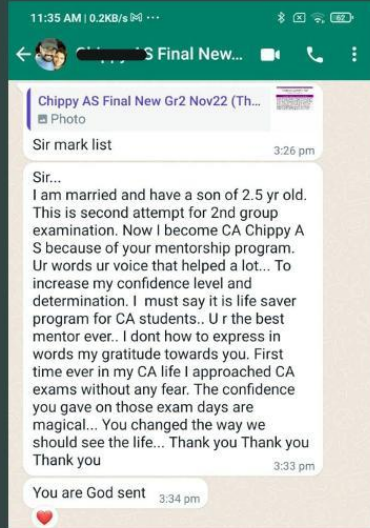 11:35 AM | 0.2KB/s
62
S Final New...
Chippy AS Final New Gr2 Nov22 (Th...
Photo
Sir mark list
3:26 pm
Sir...
I am married and have a son of 2.5 yr old.
This is second attempt for 2nd group
examination. Now I become CA Chippy A
S because of your mentorship program.
Ur words ur voice that helped a lot... To
increase my confidence level and
determination. I must say it is life saver
program for CA students.. U r the best
mentor ever.. I dont how to express in
words my gratitude towards you. First
time ever in my CA life I approached CA
exams without any fear. The confidence
you gave on those exam days are
magical... You changed the way we
should see the life... Thank you Thank you
Thank you
3:33 pm
You are God sent
3:34 pm